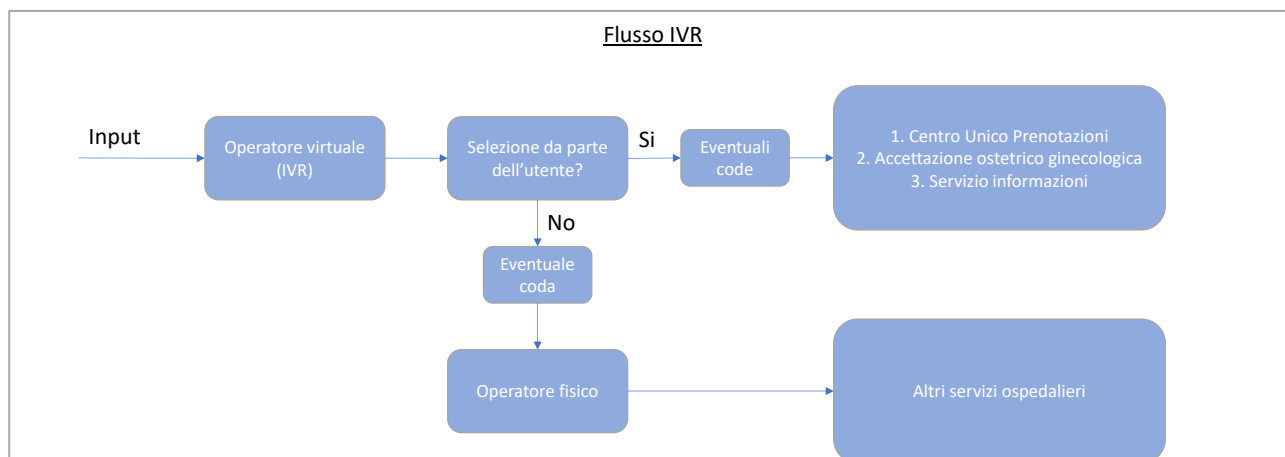 Flusso IVR
Input
Operatore virtuale
(IVR)
Selezione da parte
dell'utente?
Si
Eventuali
code
1. Centro Unico Prenotazioni
2. Accettazione ostetrico ginecologica
3. Servizio informazioni
No
Eventuale
coda
Operatore fisico
Altri servizi ospedalieri